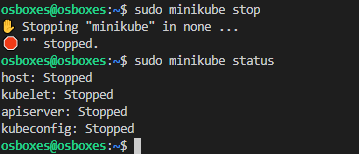 osboxes@osboxes:~$ sudo minikube stop
✋ Stopping "minikube" in none ...
🛑 "" stopped.
osboxes@osboxes:~$ sudo minikube status
host: Stopped
kubelet: Stopped
apiserver: Stopped
kubeconfig: Stopped
osboxes@osboxes:~$